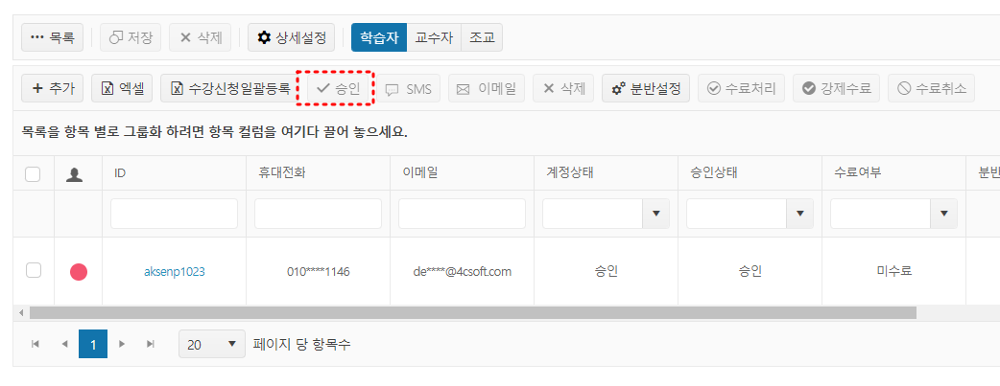 목록 저장 삭제 상세설정 학습자 교수자 조교
추가 엑셀 수강신청일괄등록 승인 SMS 이메일 삭제 분반설정 수료처리 강제수료 수료취소
목록을 항목 별로 그룹화 하려면 항목 컬럼을 여기다 끌어 놓으세요.
ID 휴대전화 이메일 계정상태 승인상태 수료여부 분반
aksenp1023 010****1146 de****@4csoft.com 승인 승인 미수료
1 20 페이지 당 항목수